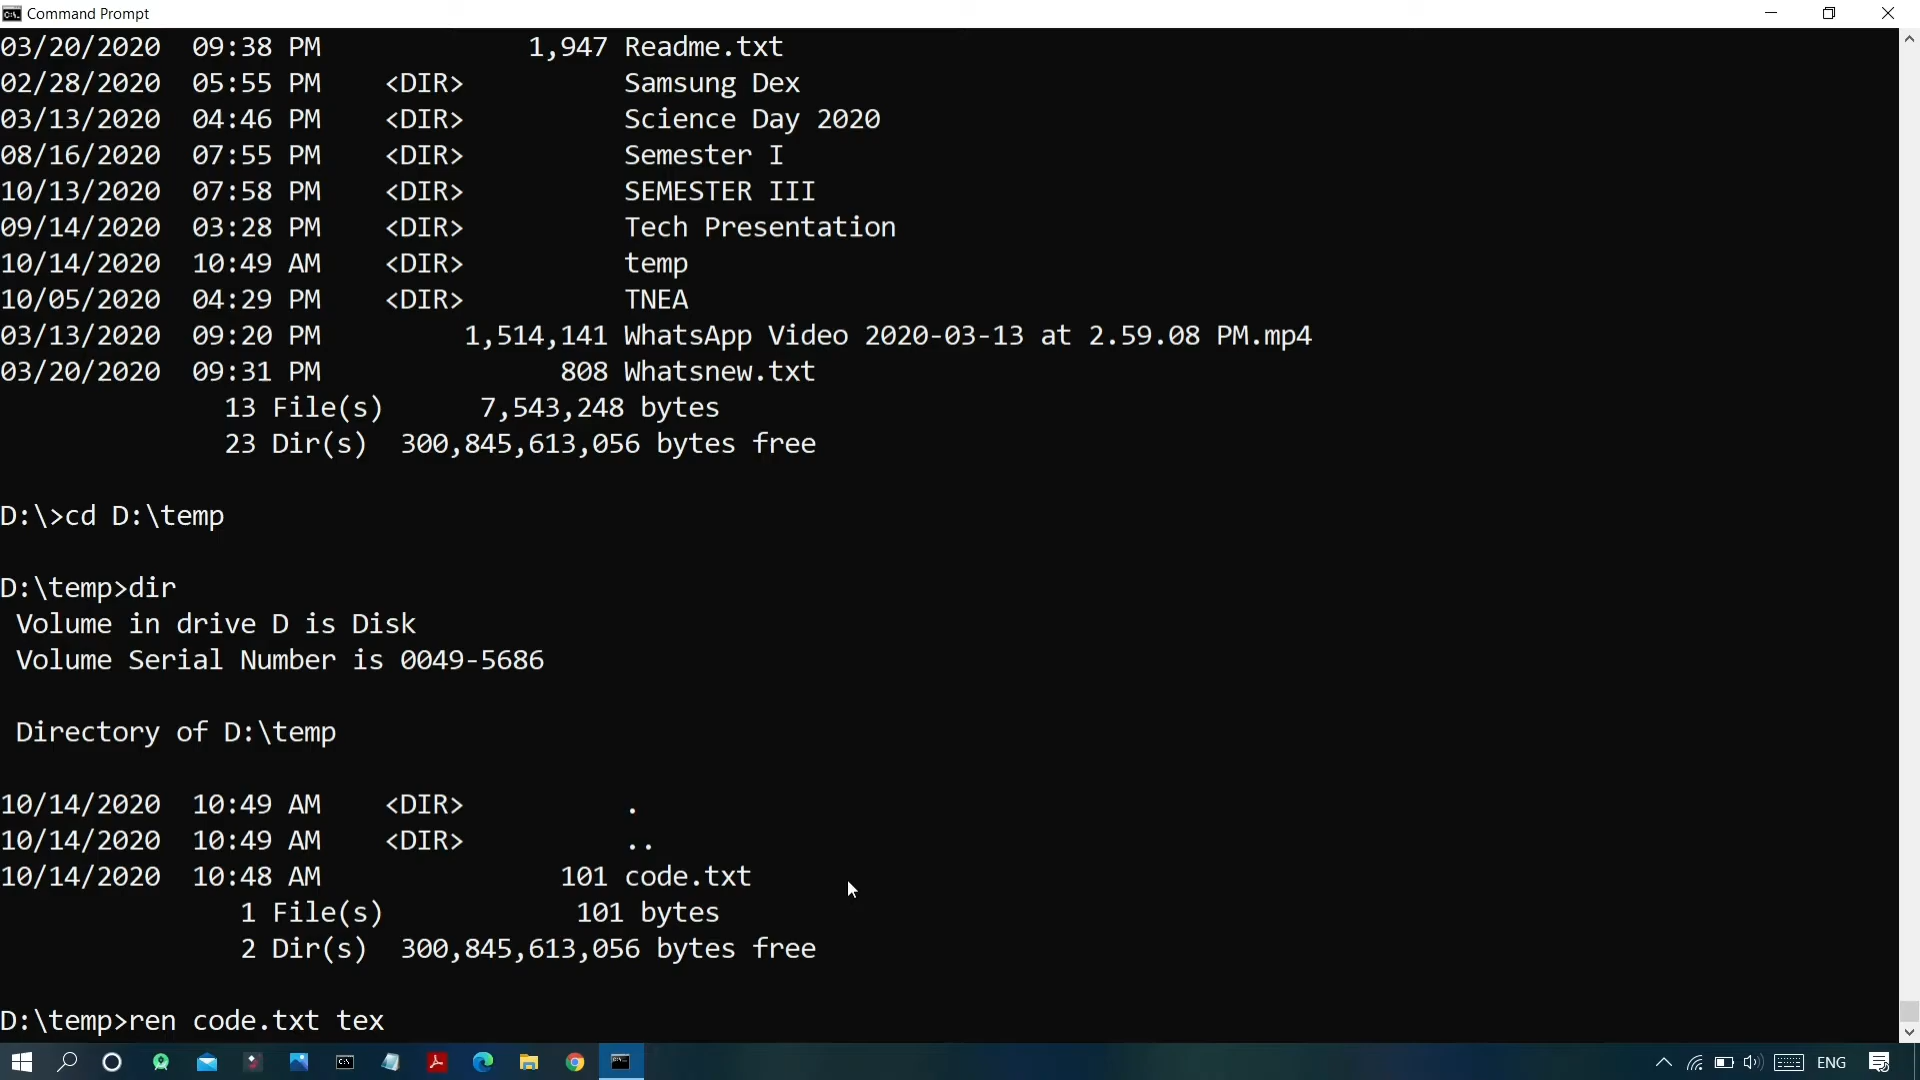 Command Prompt
03/20/2020  09:38 PM             1,947 Readme.txt
02/28/2020  05:55 PM    <DIR>          Samsung Dex
03/13/2020  04:46 PM    <DIR>          Science Day 2020
08/16/2020  07:55 PM    <DIR>          Semester I
10/13/2020  07:58 PM    <DIR>          SEMESTER III
09/14/2020  03:28 PM    <DIR>          Tech Presentation
10/14/2020  10:49 AM    <DIR>          temp
10/05/2020  04:29 PM    <DIR>          TNEA
03/13/2020  09:20 PM         1,514,141 WhatsApp Video 2020-03-13 at 2.59.08 PM.mp4
03/20/2020  09:31 PM               808 Whatsnew.txt
              13 File(s)      7,543,248 bytes
              23 Dir(s)  300,845,613,056 bytes free
D:\>cd D:\temp
D:\temp>dir
 Volume in drive D is Disk
 Volume Serial Number is 0049-5686
 Directory of D:\temp
10/14/2020  10:49 AM    <DIR>          .
10/14/2020  10:49 AM    <DIR>          ..
10/14/2020  10:48 AM               101 code.txt
               1 File(s)            101 bytes
               2 Dir(s)  300,845,613,056 bytes free
D:\temp>ren code.txt tex
ENG